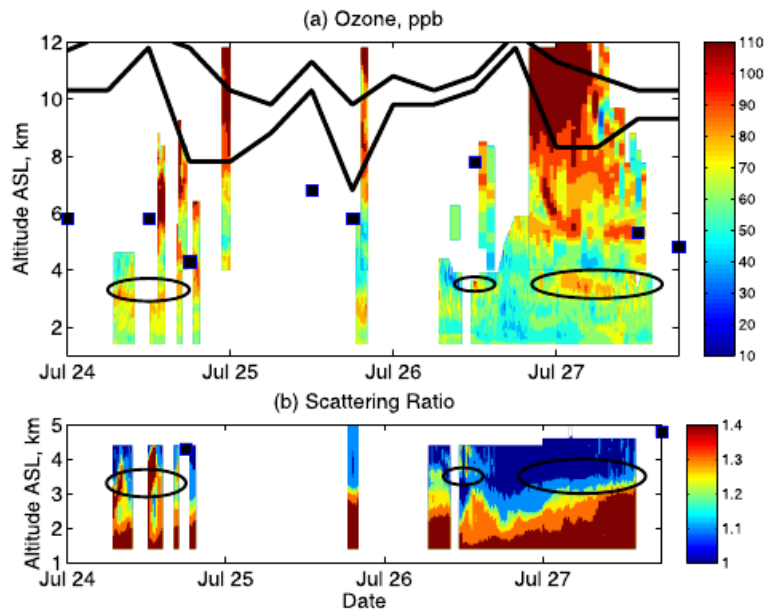 (a) Ozone, ppb
12
10
8
6
4
2
Altitude ASL, km
Jul 24
Jul 25
Jul 26
Jul 27
110
100
90
80
70
60
50
40
30
20
10
(b) Scattering Ratio
5
4
3
2
1
Altitude ASL, km
Jul 24
Jul 25
Jul 26
Jul 27
Date
1.4
1.3
1.2
1.1
1